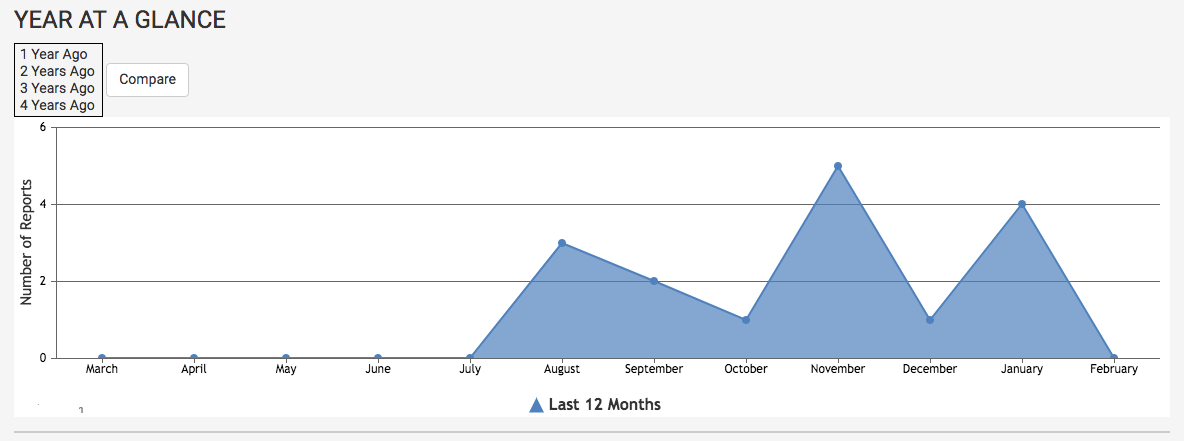 YEAR AT A GLANCE
1 Year Ago
2 Years Ago
3 Years Ago
4 Years Ago
Compare
Number of Reports
6
4
2
0
March April May June July August September October November December January February
Last 12 Months